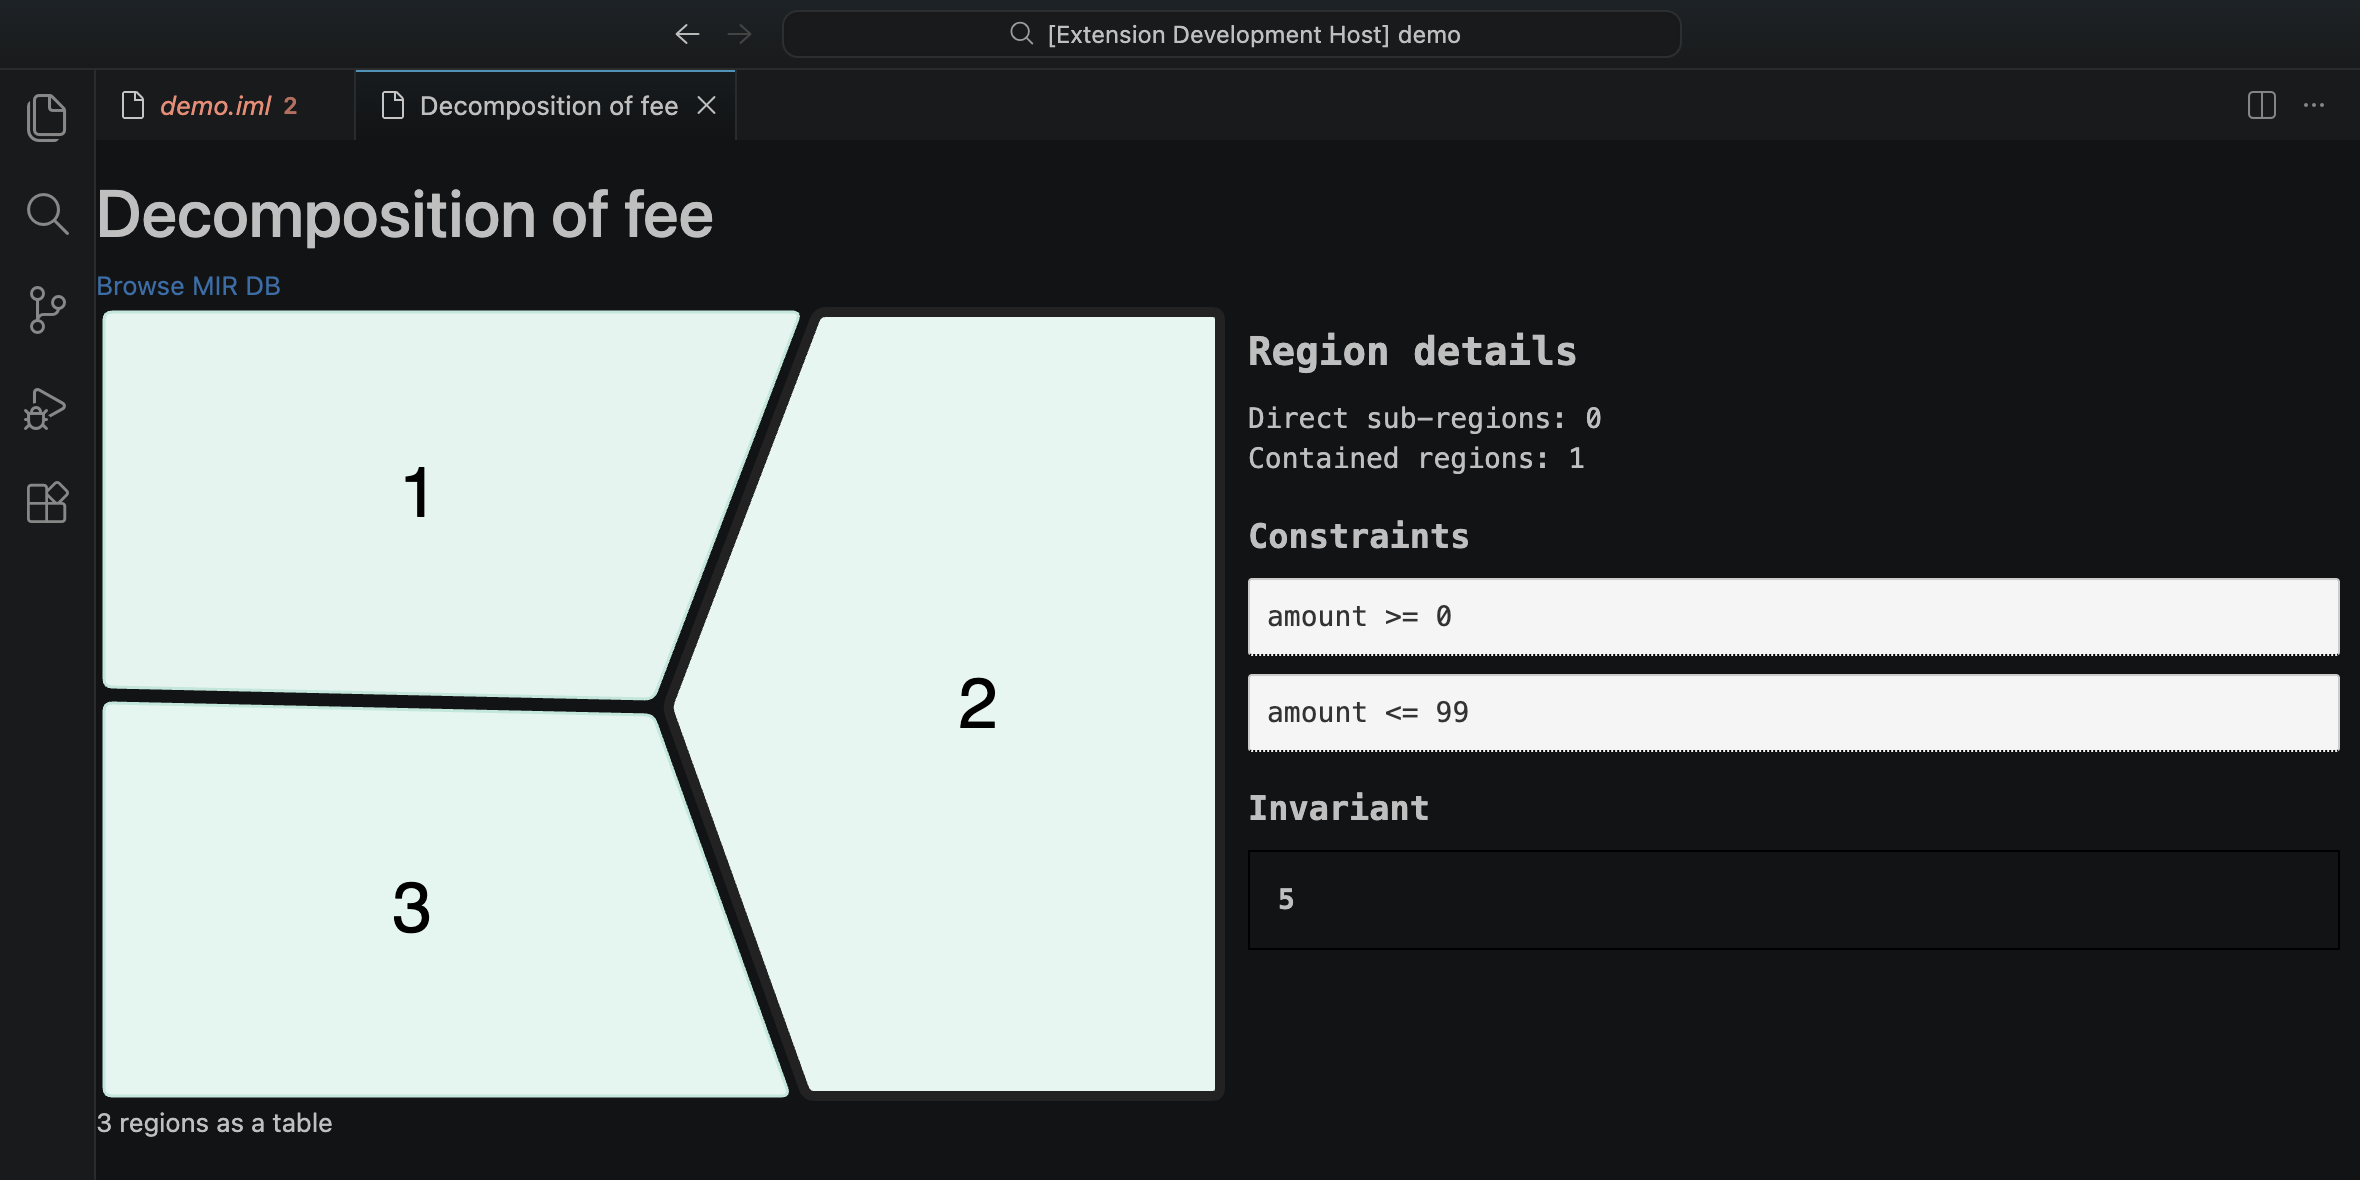 [Extension Development Host] demo
demo.iml 2
Decomposition of fee
Decomposition of fee
Browse MIR DB
1
2
3
3 regions as a table
Region details
Direct sub-regions: 0
Contained regions: 1
Constraints
amount >= 0
amount <= 99
Invariant
5